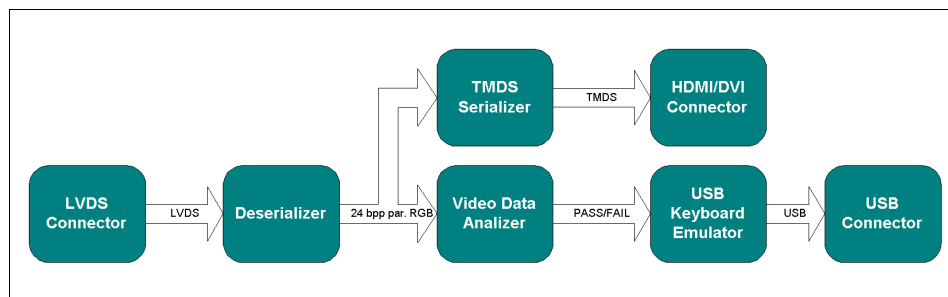 TMDS
Serializer
TMDS
HDMI/DVI
Connector
LVDS
Connector
LVDS
Deserializer
24 bpp par. RGB
Video Data
Analizer
PASS/FAIL
USB
Keyboard
Emulator
USB
USB
Connector